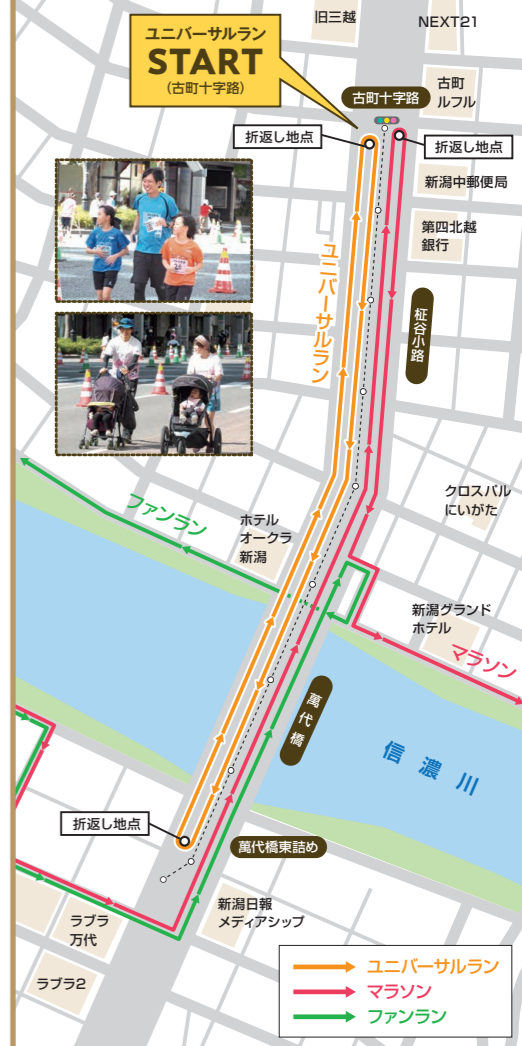 旧三越
NEXT21
ユニバーサルラン
START
(古町十字路)
古町
ルフル
古町十字路
折返し地点
折返し地点
新潟中郵便局
第四北越
銀行
ユニバーサルラン
柾谷小路
クロスパル
にいがた
ファンラン
ホテル
オークラ
新潟
新潟グランド
ホテル
マラソン
萬代橋
信濃川
折返し地点
萬代橋東詰め
新潟日報
メディアシップ
ラブラ
万代
ラブラ2
ユニバーサルラン
マラソン
ファンラン